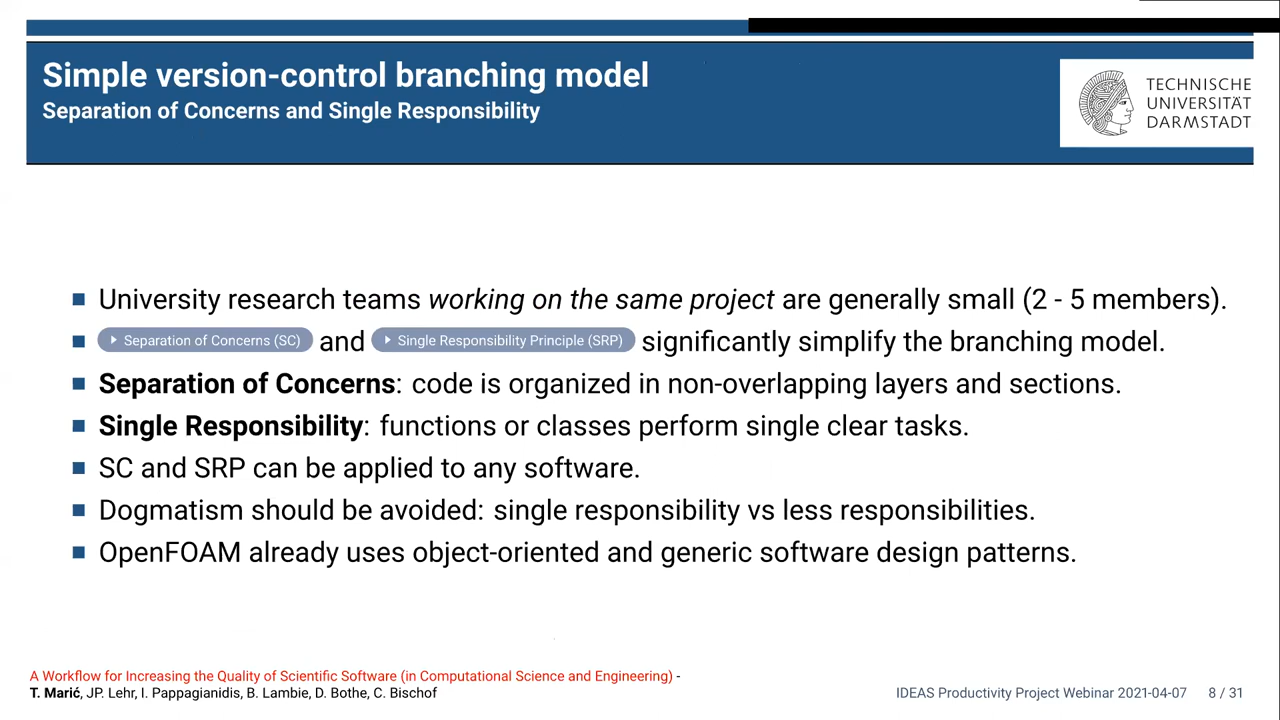 Simple version-control branching model
Separation of Concerns and Single Responsibility
TECHNISCHE
UNIVERSITÄT
DARMSTADT
University research teams working on the same project are generally small (2 - 5 members).
Separation of Concerns (SC) and Single Responsibility Principle (SRP) significantly simplify the branching model.
Separation of Concerns: code is organized in non-overlapping layers and sections.
Single Responsibility: functions or classes perform single clear tasks.
SC and SRP can be applied to any software.
Dogmatism should be avoided: single responsibility vs less responsibilities.
OpenFOAM already uses object-oriented and generic software design patterns.
A Workflow for Increasing the Quality of Scientific Software (in Computational Science and Engineering) -
T. Marić, JP. Lehr, I. Pappagianidis, B. Lambie, D. Bothe, C. Bischof
IDEAS Productivity Project Webinar 2021-04-07 8 / 31